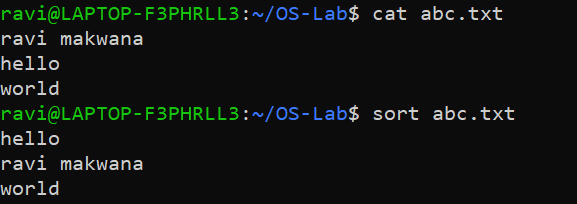 ravi@LAPTOP-F3PHRLL3:~/OS-Lab$ cat abc.txt
ravi makwana
hello
world
ravi@LAPTOP-F3PHRLL3:~/OS-Lab$ sort abc.txt
hello
ravi makwana
world